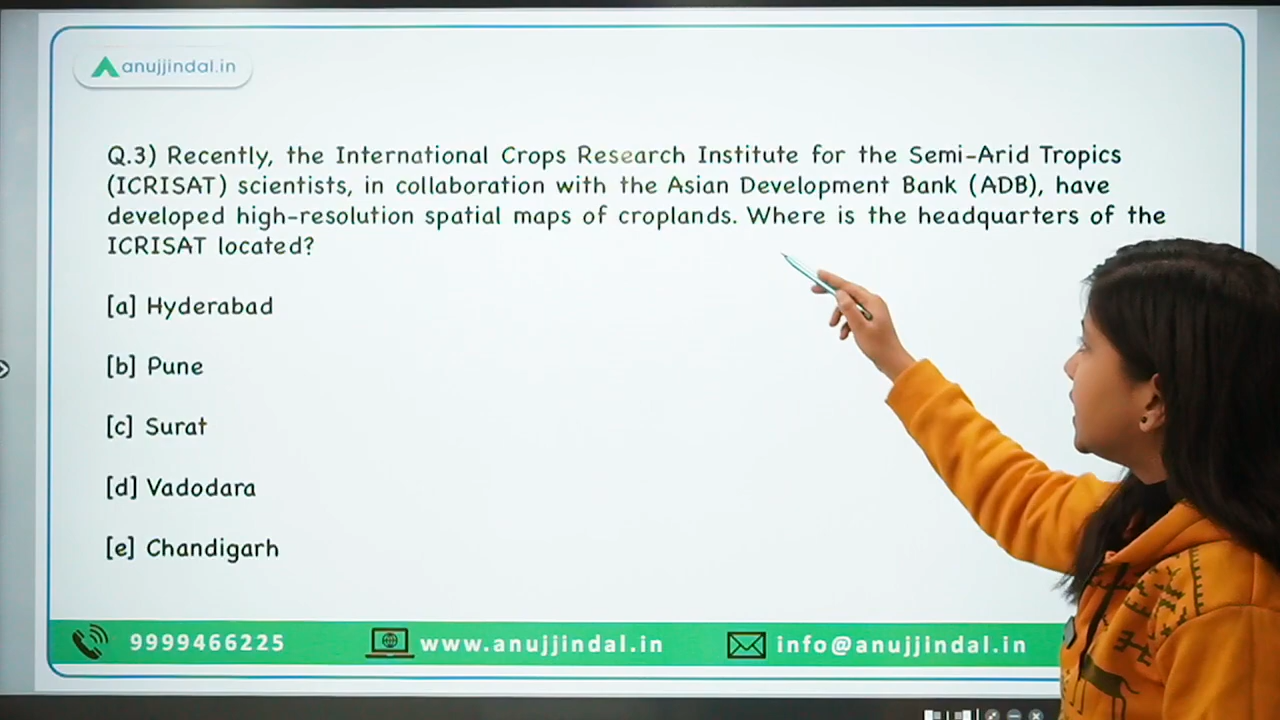 anujjindal.in
Q.3) Recently, the International Crops Research Institute for the Semi-Arid Tropics
(ICRISAT) scientists, in collaboration with the Asian Development Bank (ADB), have
developed high-resolution spatial maps of croplands. Where is the headquarters of the
ICRISAT located?
[a] Hyderabad
[b] Pune
[c] Surat
[d] Vadodara
[e] Chandigarh
9999466225 www.anujjindal.in info@anujjindal.in